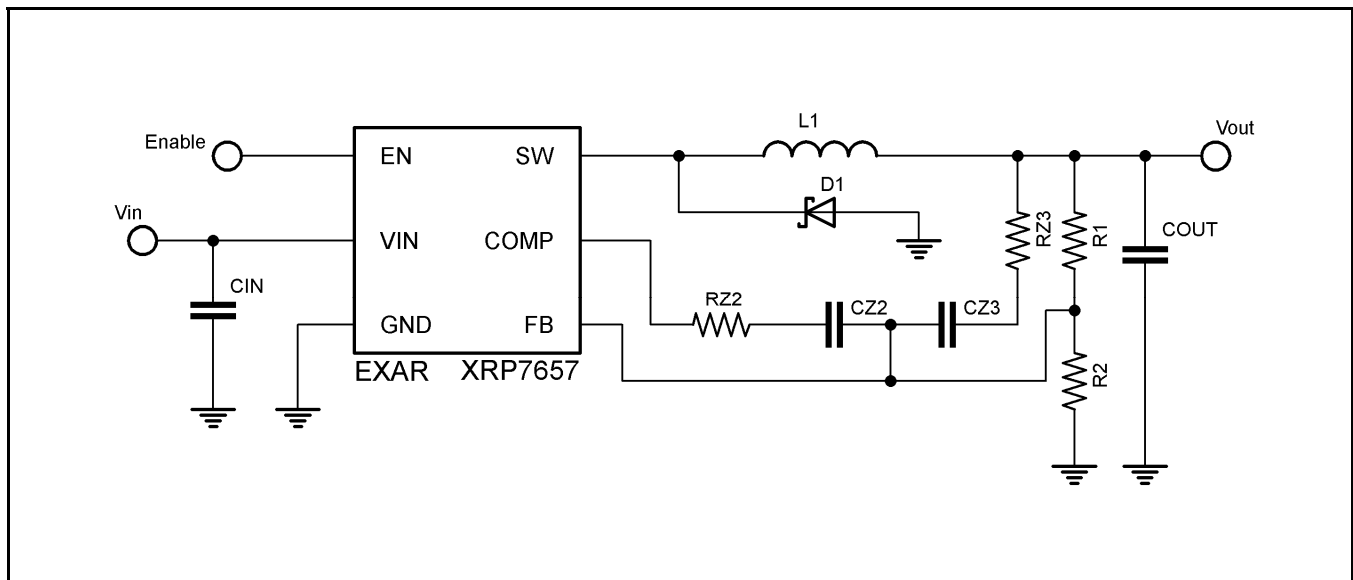 Enable
EN
SW
L1
Vout
Vin
VIN
COMP
D1
RZ3
R1
COUT
CIN
GND
FB
RZ2
CZ2
CZ3
R2
EXAR XRP7657